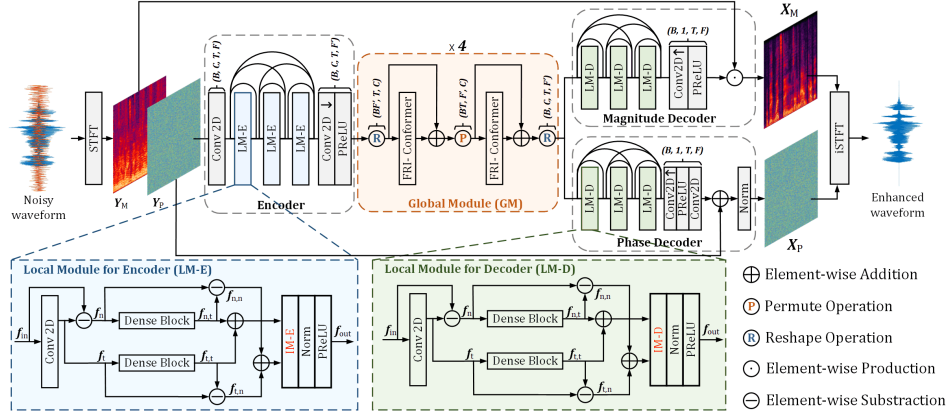 Noisy
waveform
STFT
Y_M
Y_P
(B, C, T, F)
Conv 2D
LM-E
LM-E
LM-E
(B, C, T, F')
Conv 2D
PReLU
Encoder
x 4
R
(BF', T, C)
FRI- Conformer
P
(BT, F', C)
FRI- Conformer
R
(B, C, T, F')
Global Module (GM)
LM-D
LM-D
LM-D
(B, 1, T, F)
Conv2D
PReLU
Magnitude Decoder
X_M
LM-D
LM-D
LM-D
(B, 1, T, F)
Conv2D
PReLU
Conv2D
Norm
Phase Decoder
X_P
iSTFT
Enhanced
waveform
Local Module for Encoder (LM-E)
f_in
Conv 2D
f_n
Dense Block
f_n,t
f_n,n
f_t
Dense Block
f_t,t
f_t,n
IM-E
Norm
PReLU
f_out
Local Module for Decoder (LM-D)
f_in
Conv 2D
f_n
Dense Block
f_n,t
f_n,n
f_t
Dense Block
f_t,t
f_t,n
IM-D
Norm
PReLU
f_out
Element-wise Addition
P Permute Operation
R Reshape Operation
Element-wise Production
Element-wise Substraction